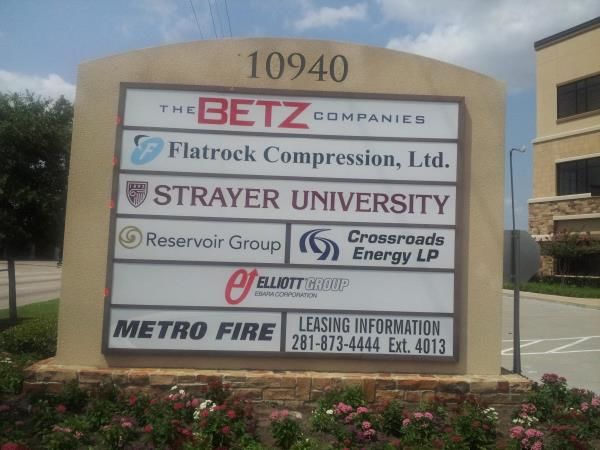 10940
THE BETZ COMPANIES
Flatrock Compression, Ltd.
STRAYER UNIVERSITY
Reservoir Group
Crossroads
Energy LP
ELLIOTT GROUP
EBARA CORPORATION
METRO FIRE
LEASING INFORMATION
281-873-4444 Ext. 4013